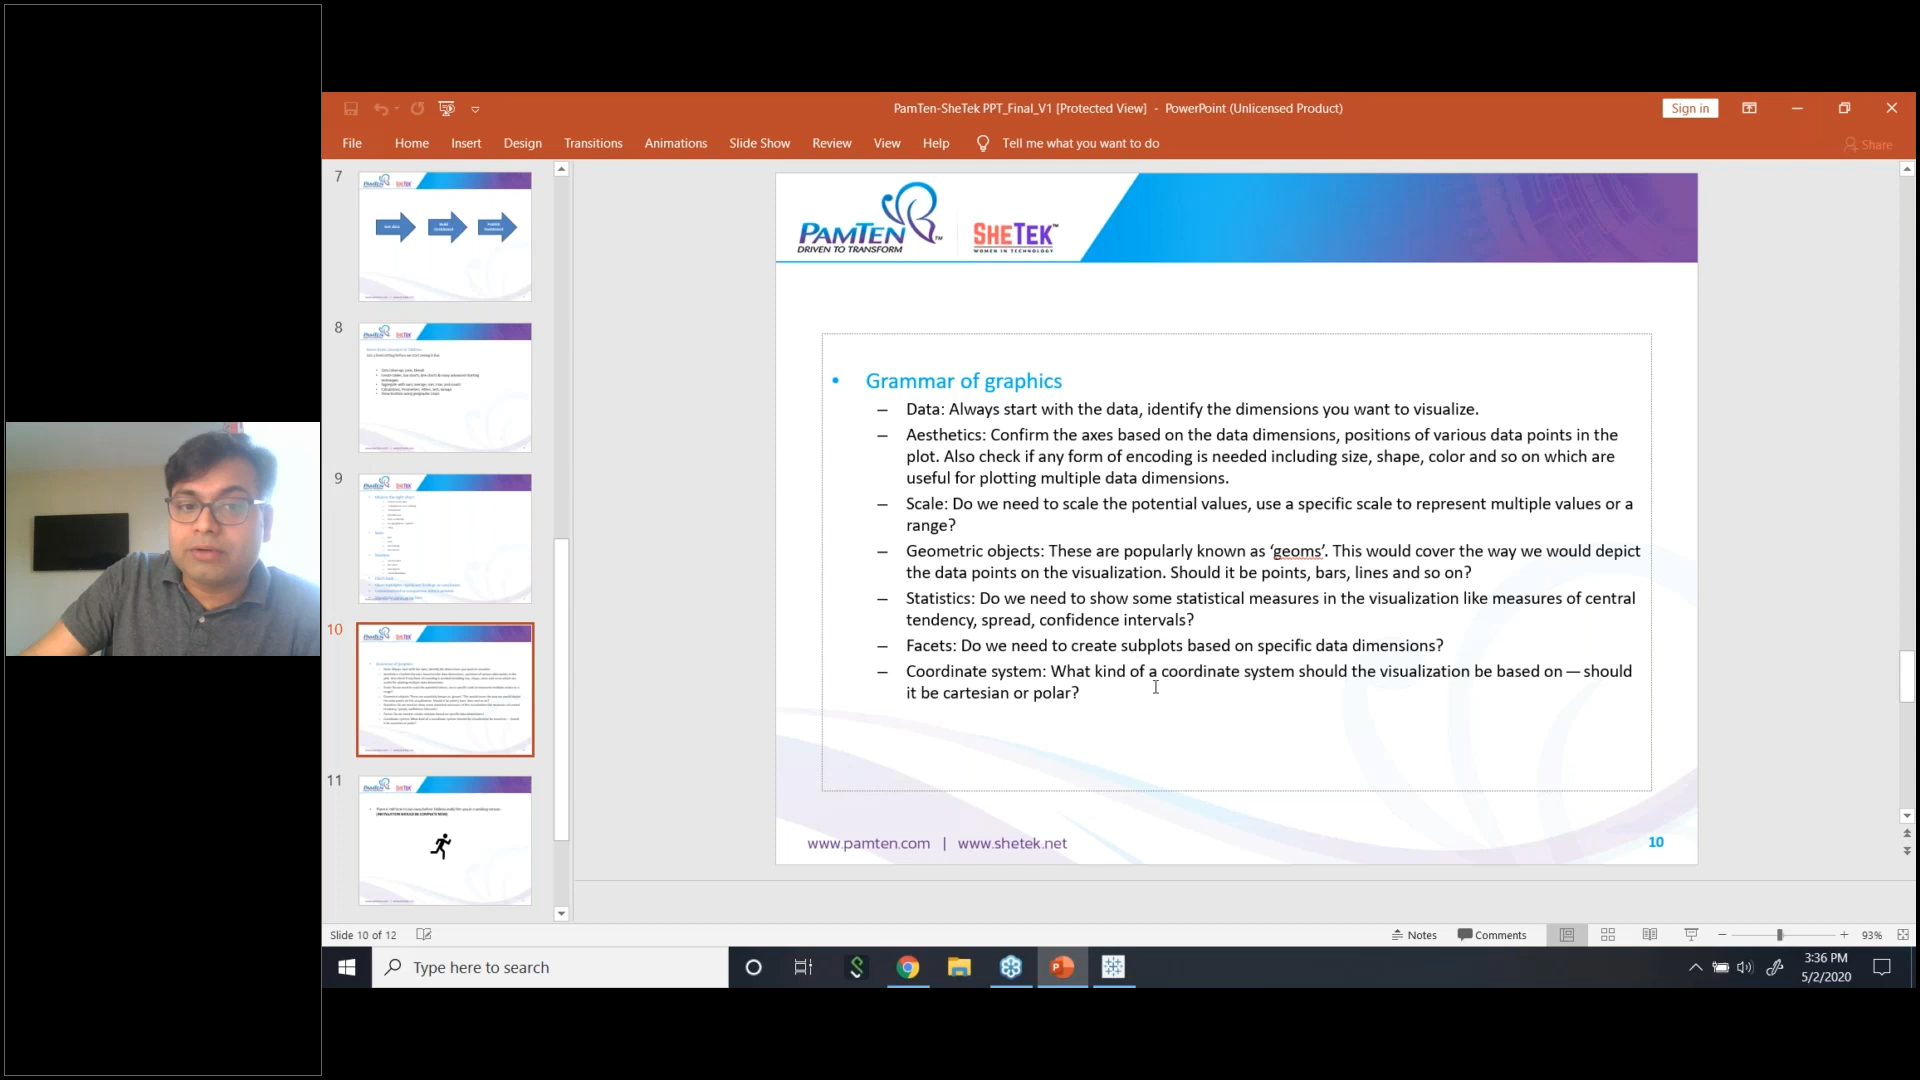 PamTen-SheTek PPT_Final_V1 [Protected View] - PowerPoint (Unlicensed Product)
Sign in
File Home Insert Design Transitions Animations Slide Show Review View Help Tell me what you want to do
Share
7
8
9
10
11
PAMTEN™
DRIVEN TO TRANSFORM
SHETEK™
WOMEN IN TECHNOLOGY
• Grammar of graphics
– Data: Always start with the data, identify the dimensions you want to visualize.
– Aesthetics: Confirm the axes based on the data dimensions, positions of various data points in the
plot. Also check if any form of encoding is needed including size, shape, color and so on which are
useful for plotting multiple data dimensions.
– Scale: Do we need to scale the potential values, use a specific scale to represent multiple values or a
range?
– Geometric objects: These are popularly known as ‘geoms’. This would cover the way we would depict
the data points on the visualization. Should it be points, bars, lines and so on?
– Statistics: Do we need to show some statistical measures in the visualization like measures of central
tendency, spread, confidence intervals?
– Facets: Do we need to create subplots based on specific data dimensions?
– Coordinate system: What kind of a coordinate system should the visualization be based on — should
it be cartesian or polar?
www.pamten.com | www.shetek.net
10
Slide 10 of 12
Notes
Comments
93%
Type here to search
3:36 PM
5/2/2020